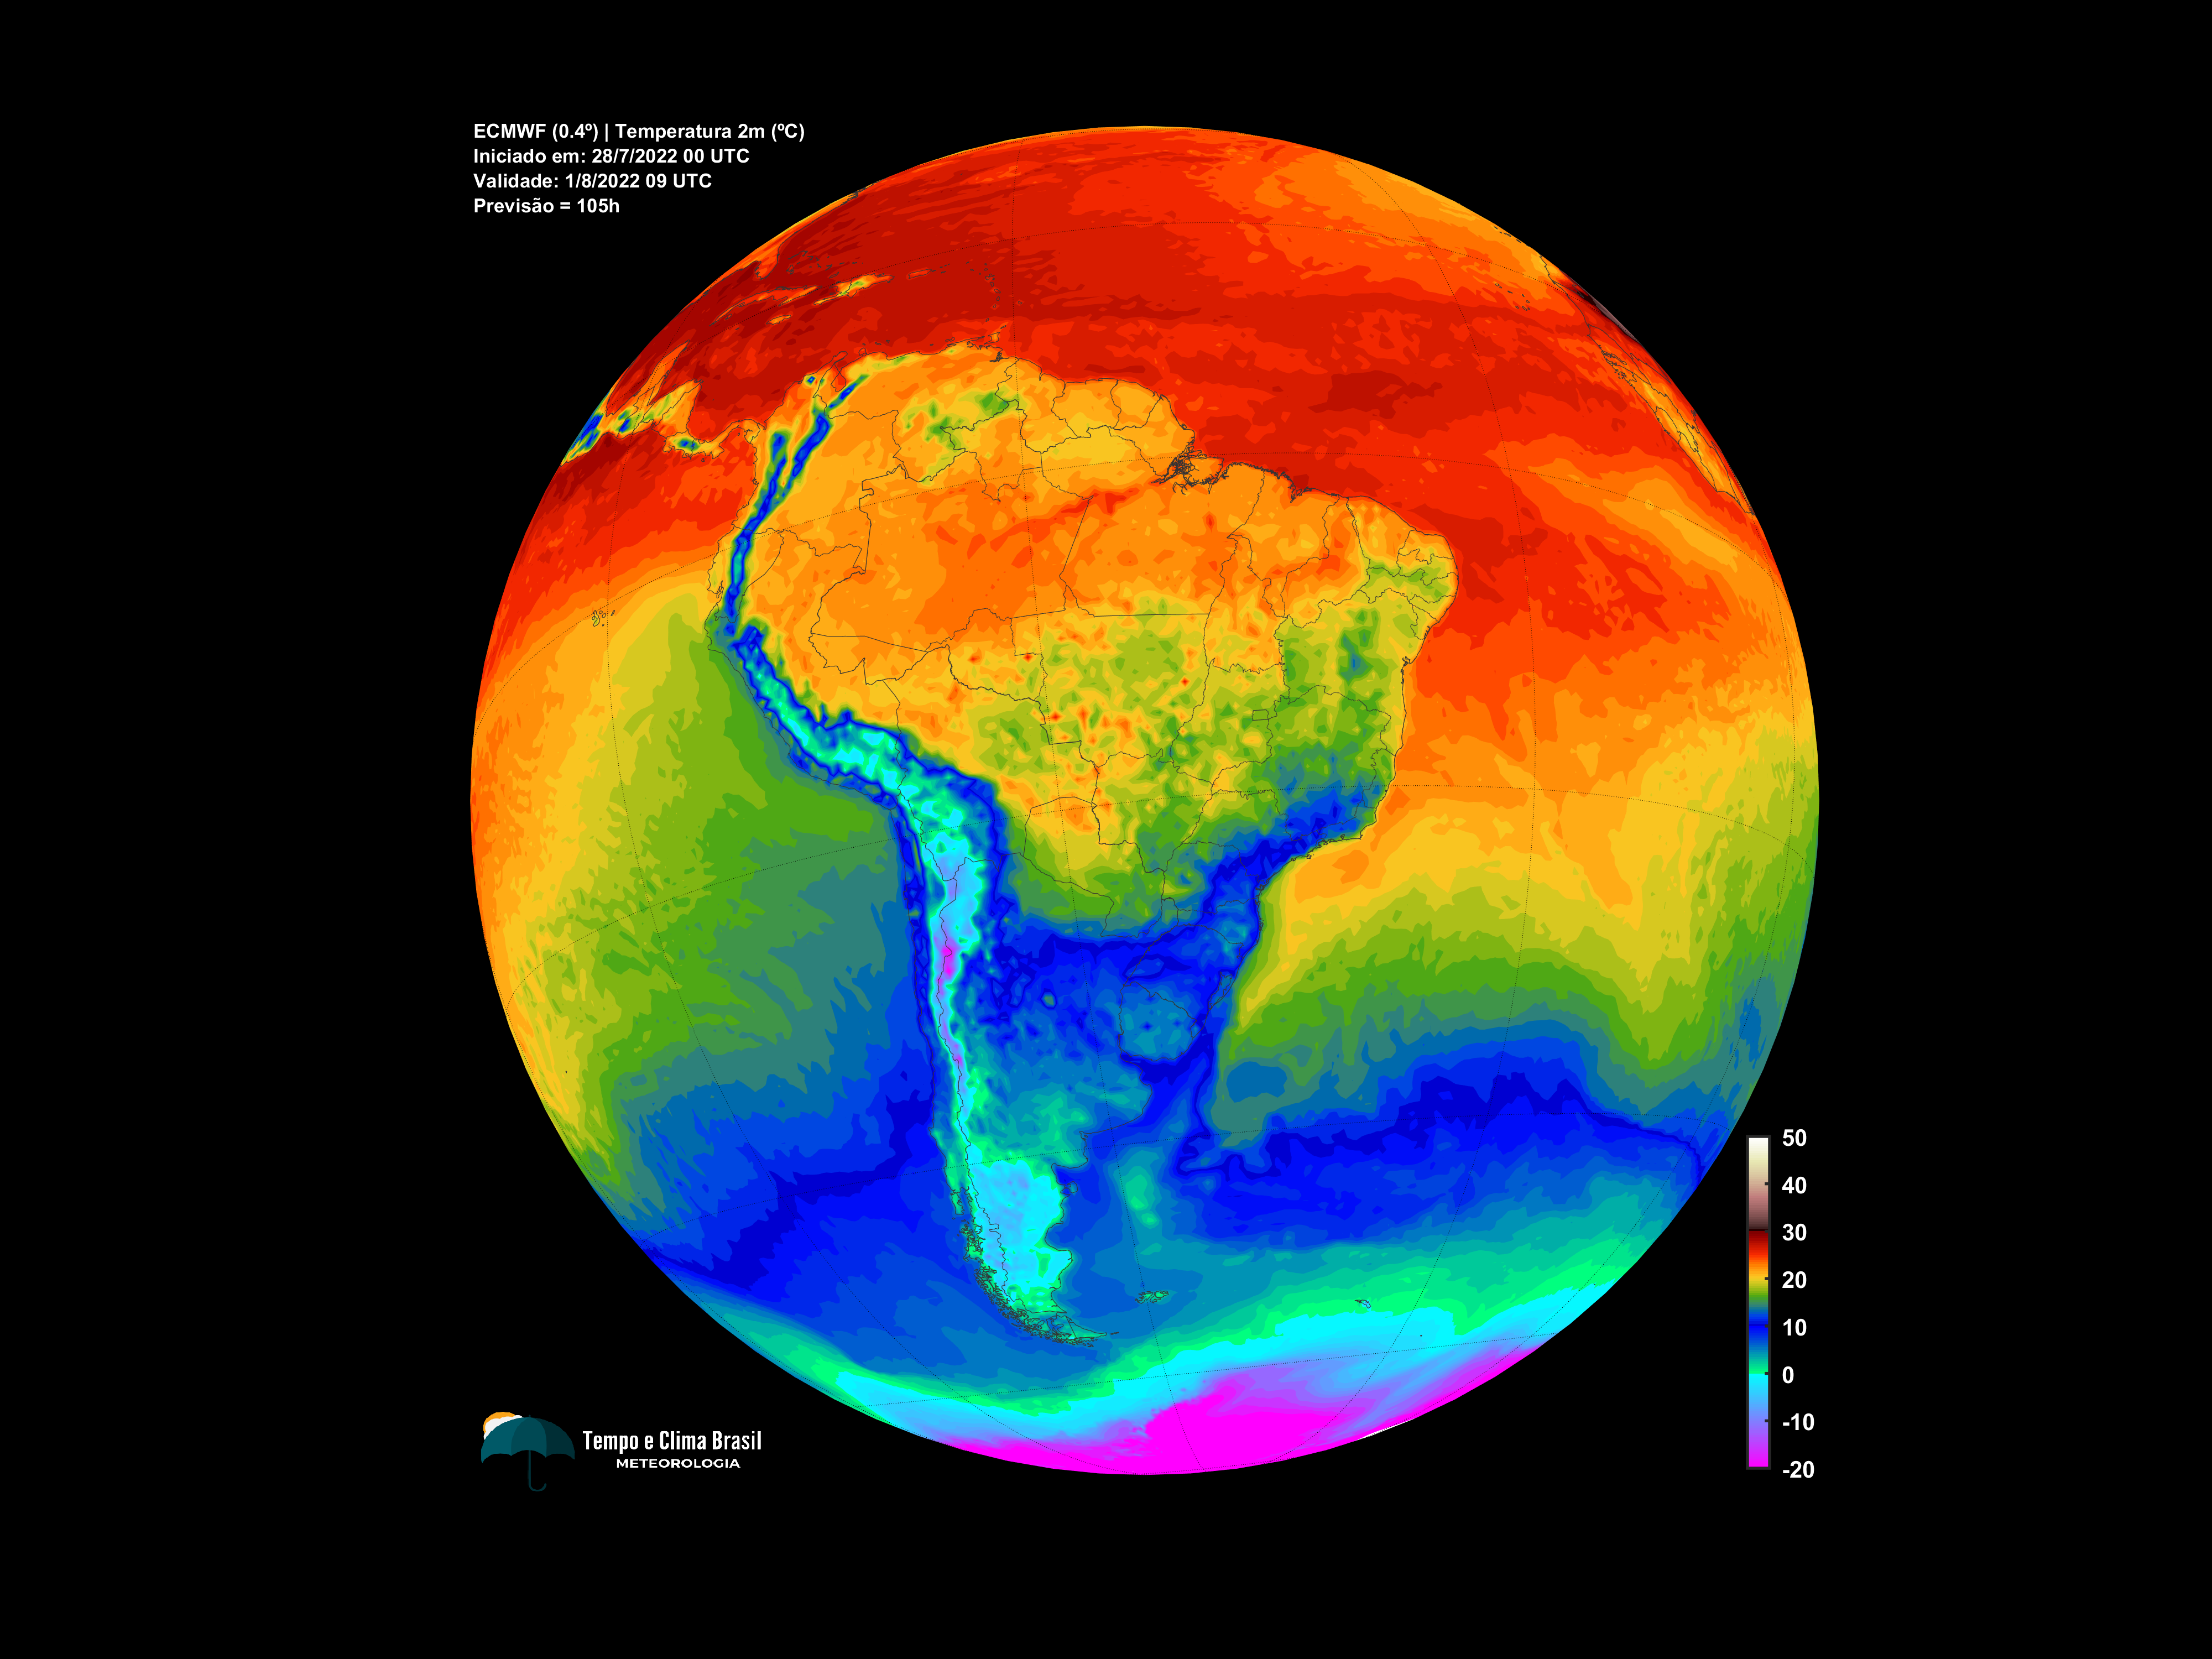 ECMWF (0.4º) | Temperatura 2m (ºC)
Iniciado em: 28/7/2022 00 UTC
Validade: 1/8/2022 09 UTC
Previsão = 105h
50
40
30
20
10
0
-10
-20
Tempo e Clima Brasil
METEOROLOGIA